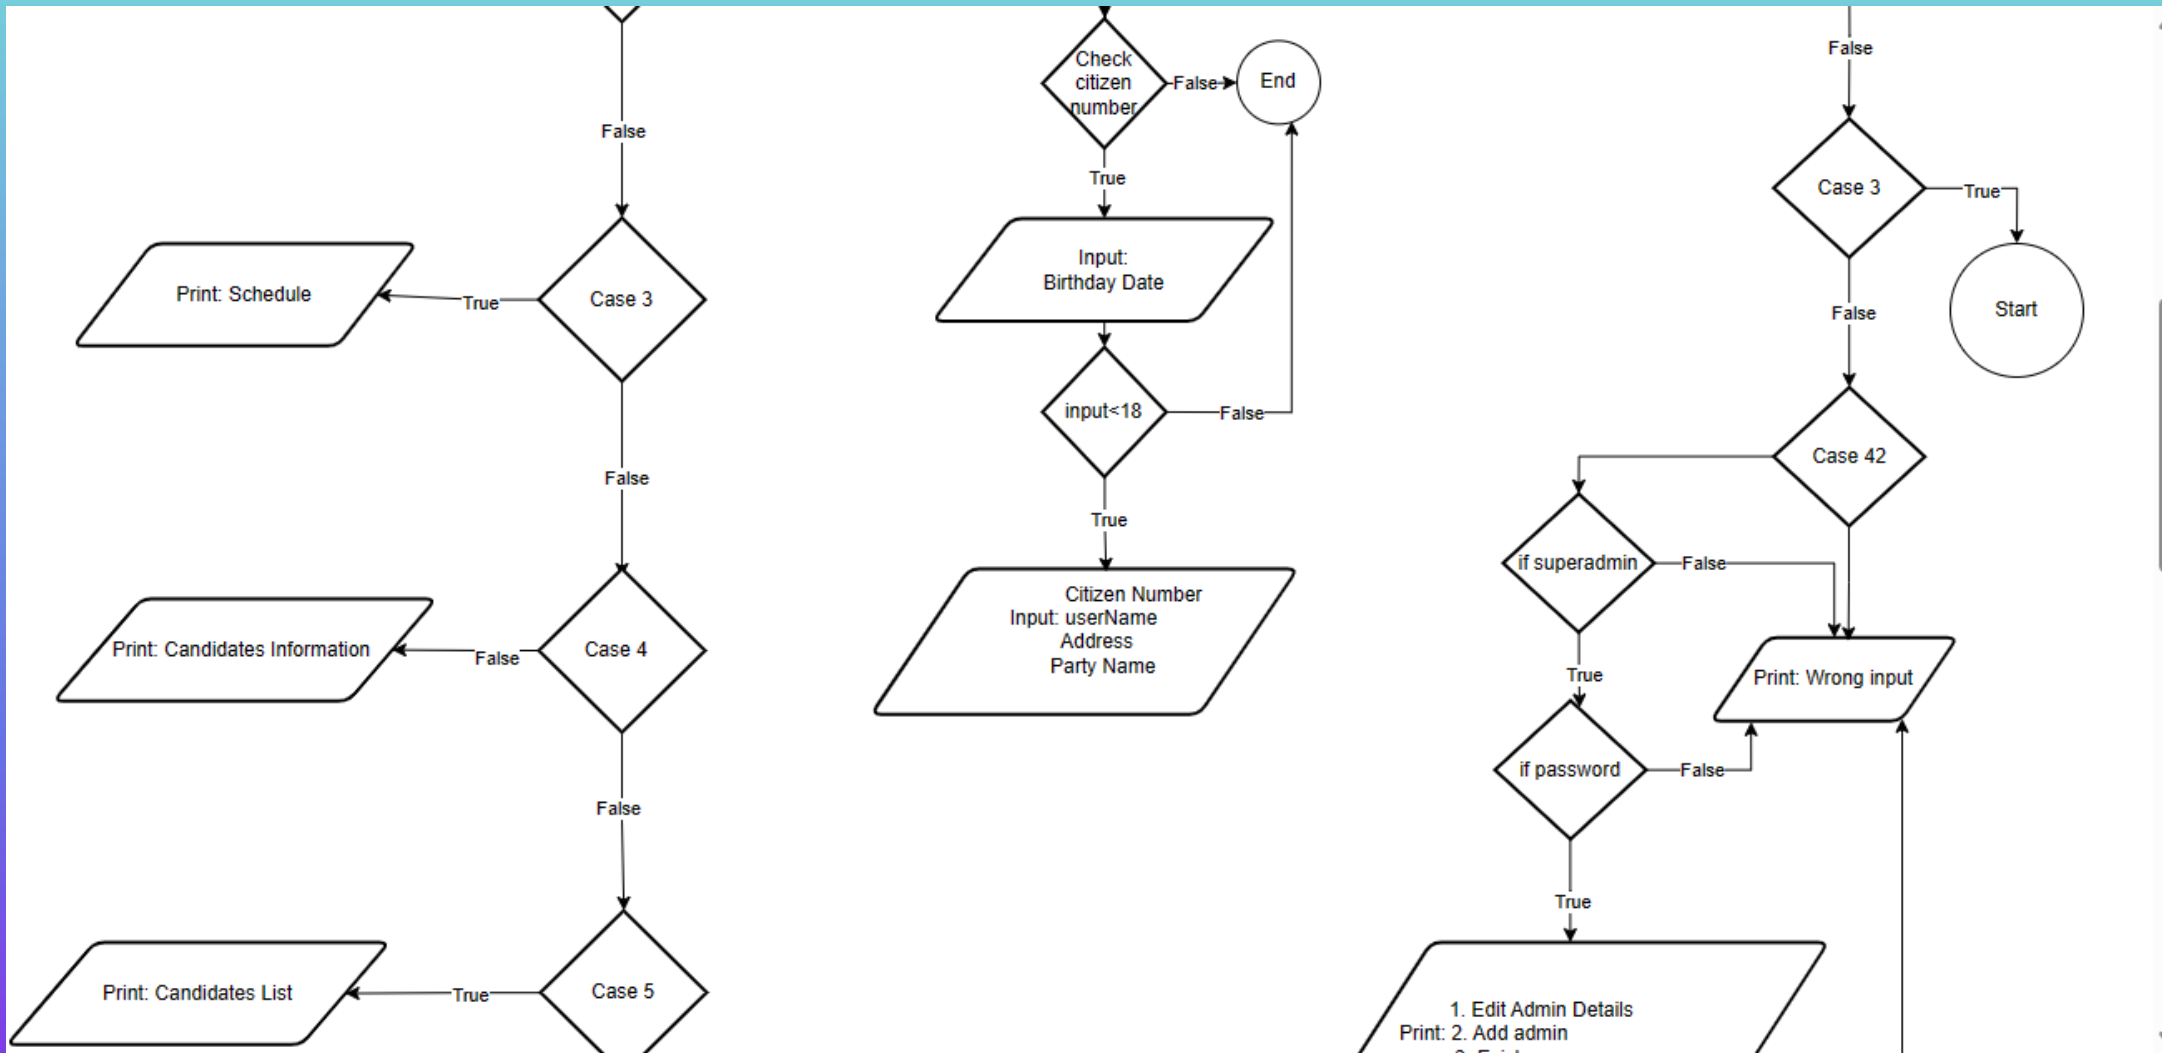 False
Case 3
True
Print: Schedule
False
Case 4
False
Print: Candidates Information
False
Case 5
True
Print: Candidates List
Check
citizen
number
False
End
True
Input:
Birthday Date
input<18
False
True
Citizen Number
Input: userName
Address
Party Name
False
Case 3
True
Start
False
Case 42
if superadmin
False
True
Print: Wrong input
if password
False
True
1. Edit Admin Details
Print: 2. Add admin